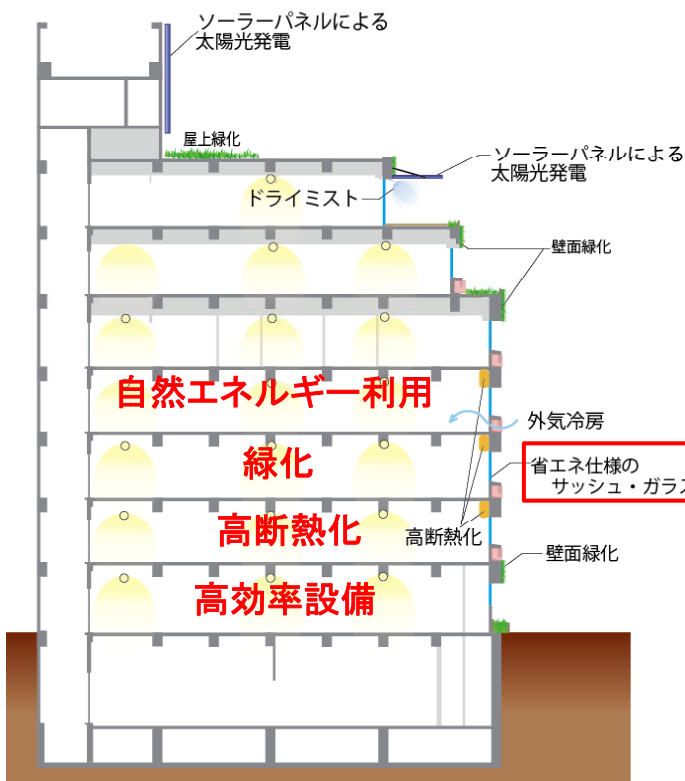 ソーラーパネルによる
太陽光発電
屋上緑化
ソーラーパネルによる
太陽光発電
ドライミスト
壁面緑化
自然エネルギー利用
外気冷房
緑化
省エネ仕様の
サッシュ・ガラス
高断熱化
高断熱化
壁面緑化
高効率設備